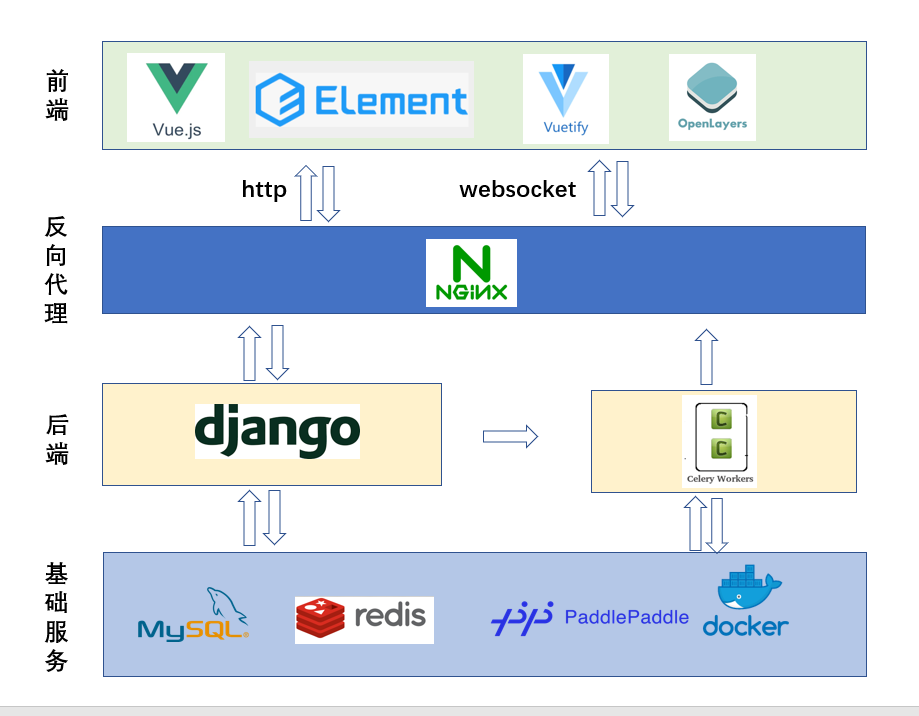 前端
Vue.js
Element
Vuetify
OpenLayers
http
websocket
反向代理
N
NGINX
后端
django
C
C
Celery Workers
基础服务
MySQL®
redis
PaddlePaddle
docker